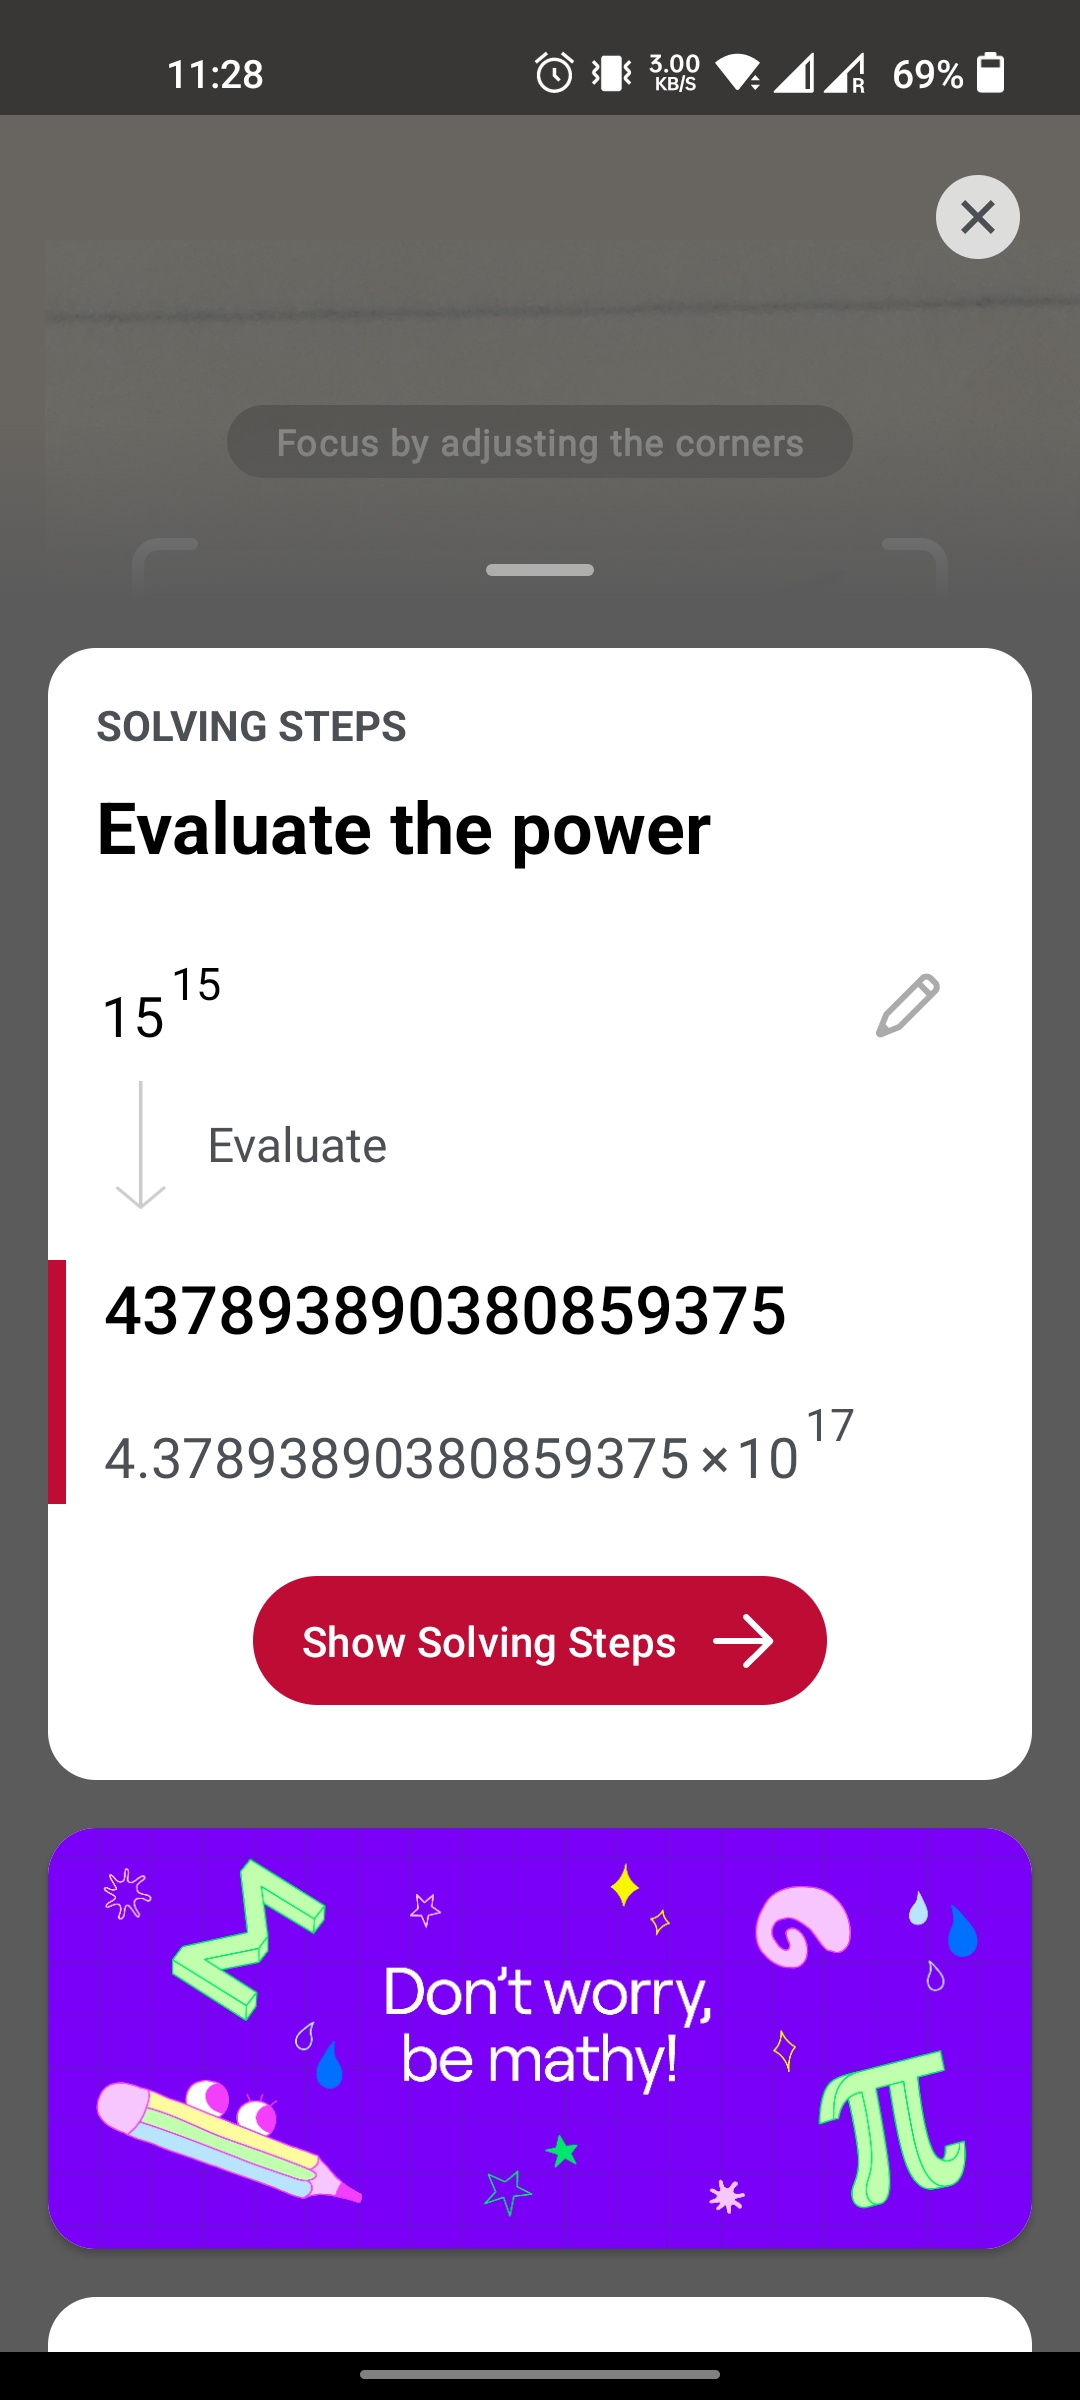 11:28
3.00
KB/S
R
69%
Focus by adjusting the corners
SOLVING STEPS
Evaluate the power
15^15
Evaluate
437893890380859375
4.37893890380859375 × 10^17
Show Solving Steps
Don't worry,
be mathy!